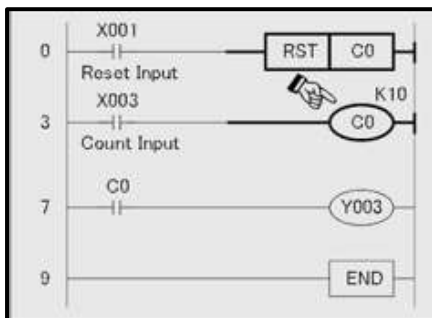 X001
0 RST C0
Reset Input
X003 K10
3 C0
Count Input
C0
7 Y003
9 END